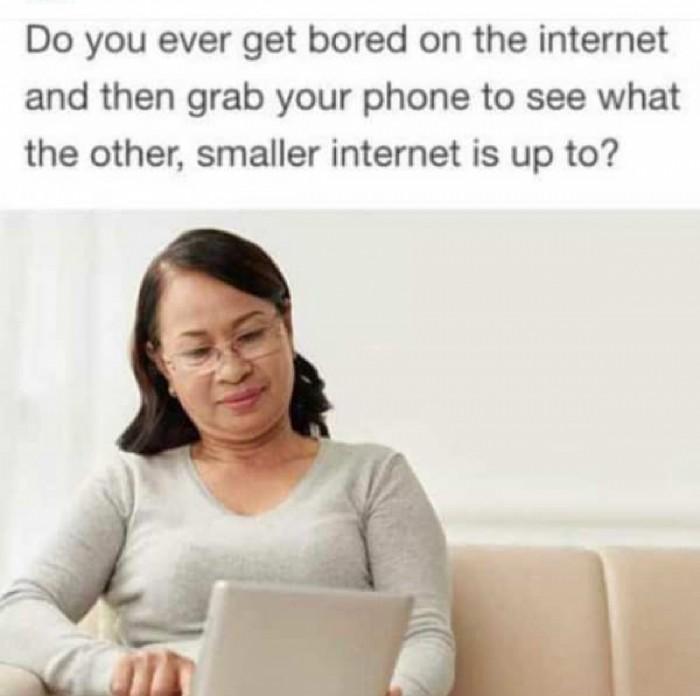 Do you ever get bored on the internet
and then grab your phone to see what
the other, smaller internet is up to?